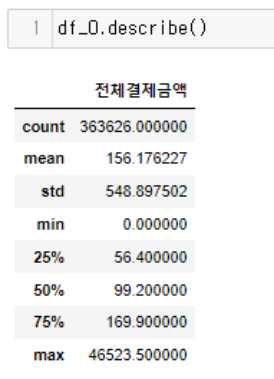 1 df_O.describe()
전체결제금액
count 363626.000000
mean 156.176227
std 548.897502
min 0.000000
25% 56.400000
50% 99.200000
75% 169.900000
max 46523.500000